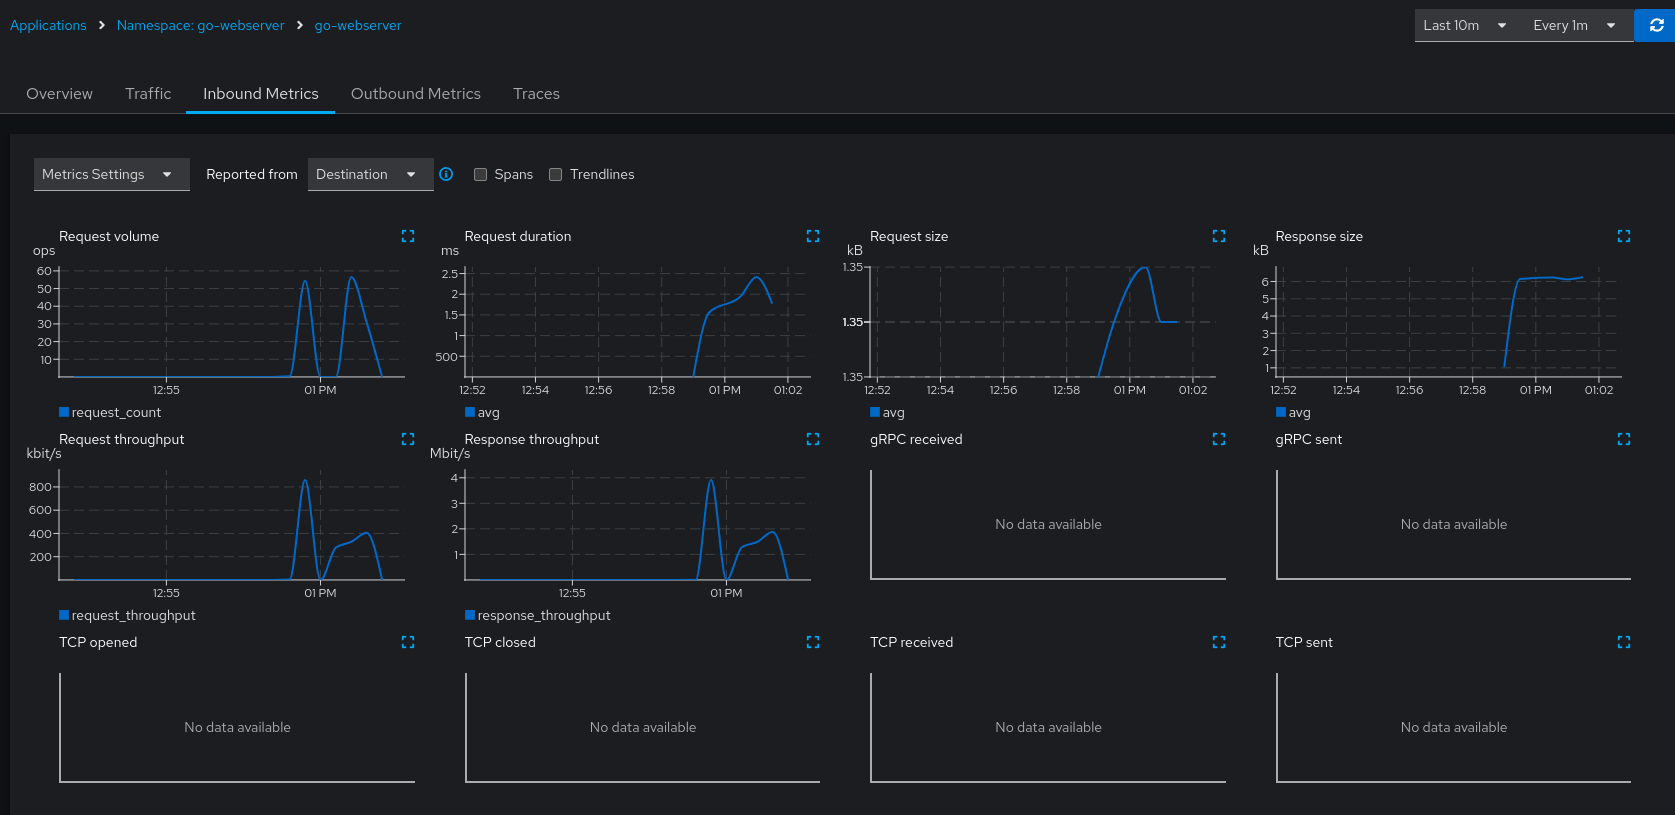 Applications > Namespace: go-webserver > go-webserver
Last 10m Every 1m
Overview Traffic Inbound Metrics Outbound Metrics Traces
Metrics Settings Reported from Destination Spans Trendlines
Request volume
ops
60
50
40
30
20
10
12:55 01 PM
request_count
Request duration
ms
2.5
2
1.5
1
500
12:52 12:54 12:56 12:58 01 PM 01:02
avg
Request size
kB
1.35
1.35
1.35
12:52 12:54 12:56 12:58 01 PM 01:02
avg
Response size
kB
6
5
4
3
2
1
12:52 12:54 12:56 12:58 01 PM 01:02
avg
Request throughput
kbit/s
800
600
400
200
12:55 01 PM
request_throughput
Response throughput
Mbit/s
4
3
2
1
12:55 01 PM
response_throughput
gRPC received
No data available
gRPC sent
No data available
TCP opened
No data available
TCP closed
No data available
TCP received
No data available
TCP sent
No data available